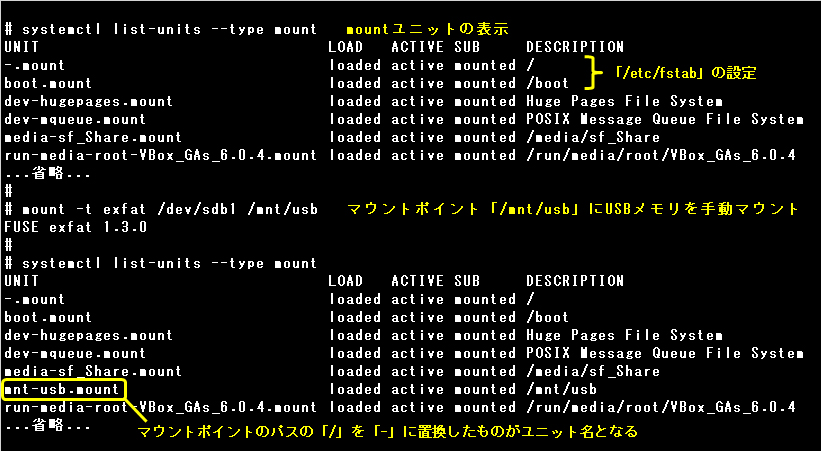 # systemctl list-units --type mount mountユニットの表示
UNIT LOAD ACTIVE SUB DESCRIPTION
-.mount loaded active mounted /
boot.mount loaded active mounted /boot
「/etc/fstab」の設定
dev-hugepages.mount loaded active mounted Huge Pages File System
dev-mqueue.mount loaded active mounted POSIX Message Queue File System
media-sf_Share.mount loaded active mounted /media/sf_Share
run-media-root-VBox_GAs_6.0.4.mount loaded active mounted /run/media/root/VBox_GAs_6.0.4
...省略...
#
# mount -t exfat /dev/sdb1 /mnt/usb マウントポイント「/mnt/usb」にUSBメモリを手動マウント
FUSE exfat 1.3.0
#
# systemctl list-units --type mount
UNIT LOAD ACTIVE SUB DESCRIPTION
-.mount loaded active mounted /
boot.mount loaded active mounted /boot
dev-hugepages.mount loaded active mounted Huge Pages File System
dev-mqueue.mount loaded active mounted POSIX Message Queue File System
media-sf_Share.mount loaded active mounted /media/sf_Share
mnt-usb.mount loaded active mounted /mnt/usb
run-media-root-VBox_GAs_6.0.4.mount loaded active mounted /run/media/root/VBox_GAs_6.0.4
...省略...
マウントポイントのパスの「/」を「-」に置換したものがユニット名となる